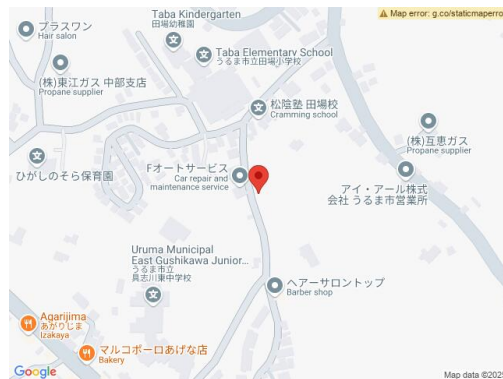 プラスワン
Hair salon
Taba Kindergarten
田場幼稚園
Map error: g.co/staticmaperro
Taba Elementary School
うるま市立田場小学校
(株)東江ガス 中部支店
Propane supplier
松陰塾 田場校
Cramming school
(株)互恵ガス
Propane supplier
ひがしのそら保育園
Fオートサービス
Car repair and
maintenance service
アイ・アール株式
会社 うるま市営業所
Uruma Municipal
East Gushikawa Junior...
うるま市立
具志川東中学校
ヘアーサロントップ
Barber shop
Agarijima
あがりじま
Izakaya
マルコポーロあげな店
Bakery
Google
Map data ©2025